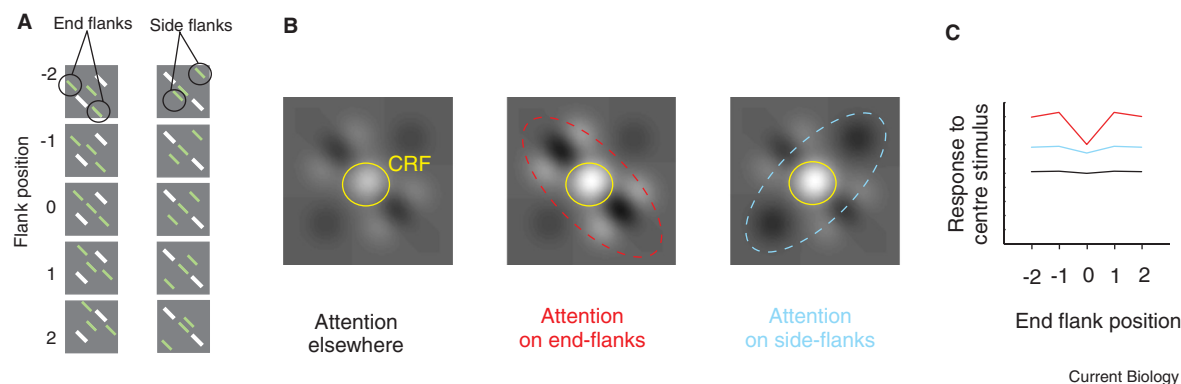 A
End flanks
Side flanks
Flank position
-2
-1
0
1
2
B
CRF
Attention
elsewhere
Attention
on end-flanks
Attention
on side-flanks
C
Response to
centre stimulus
-2 -1 0 1 2
End flank position
Current Biology